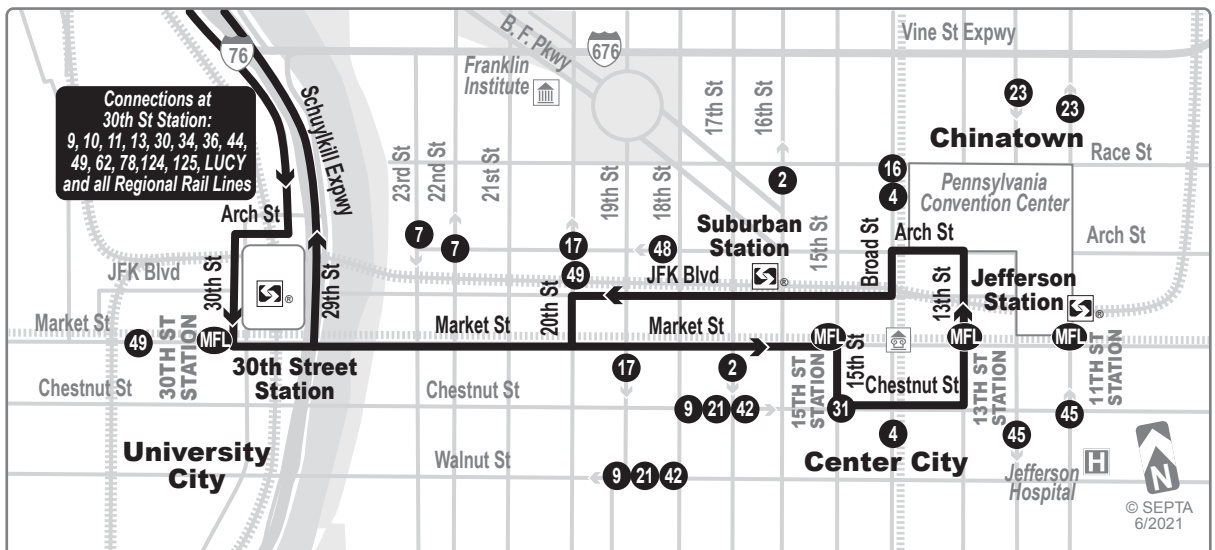 Vine St Expwy
B. F. Pkwy
676
76
Franklin
Institute
17th St
16th St
23
23
Connections at
30th St Station:
9, 10, 11, 13, 30, 34, 36, 44,
49, 62, 78,124, 125, LUCY
and all Regional Rail Lines
Schuylkill Expwy
Chinatown
Race St
23rd St
22nd St
21st St
19th St
18th St
2
16
4
Pennsylvania
Convention Center
Arch St
7
7
17
48
49
Suburban
Station
®
15th St
Broad St
Arch St
Arch St
JFK Blvd
30th St
®
29th St
20th St
JFK Blvd
13th St
Jefferson
Station
®
Market St
49
30TH ST
STATION
MFL
Market St
Market St
MFL
MFL
MFL
30th Street
Station
17
2
15TH ST
STATION
15th St
Chestnut St
13TH ST
STATION
11TH ST
STATION
Chestnut St
Chestnut St
9 21 42
31
4
45
45
University
City
Walnut St
9 21 42
Center City
Jefferson
Hospital
H
N
© SEPTA
6/2021